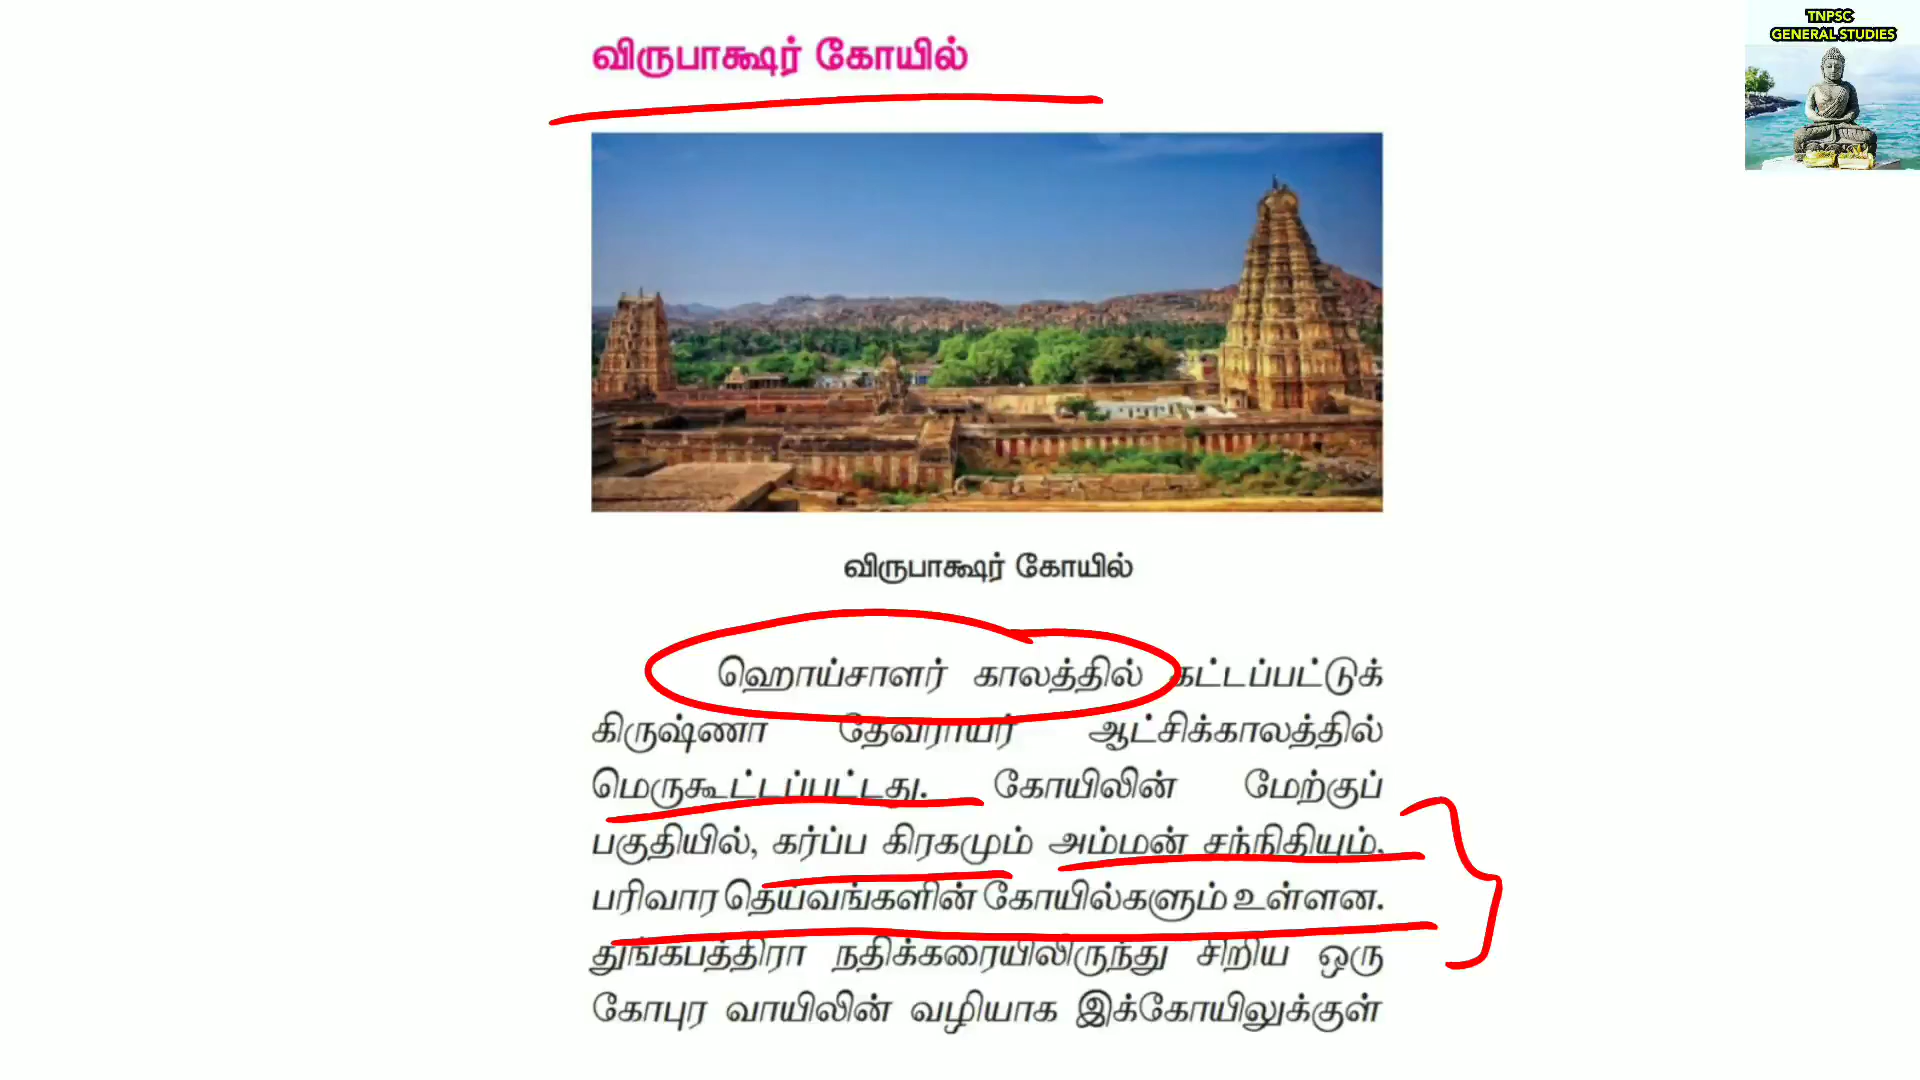 விருபாக்ஷர் கோயில்
TNPSC
GENERAL STUDIES
விருபாக்ஷர் கோயில்
ஹொய்சாளர் காலத்தில் கட்டப்பட்டுக்
கிருஷ்ணா தேவராயர் ஆட்சிக்காலத்தில்
மெருகூட்டப்பட்டது. கோயிலின் மேற்குப்
பகுதியில், கர்ப்ப கிரகமும் அம்மன் சந்நிதியும்,
பரிவார தெய்வங்களின் கோயில்களும் உள்ளன.
துங்கபத்திரா நதிக்கரையிலிருந்து சிறிய ஒரு
கோபுர வாயிலின் வழியாக இக்கோயிலுக்குள்